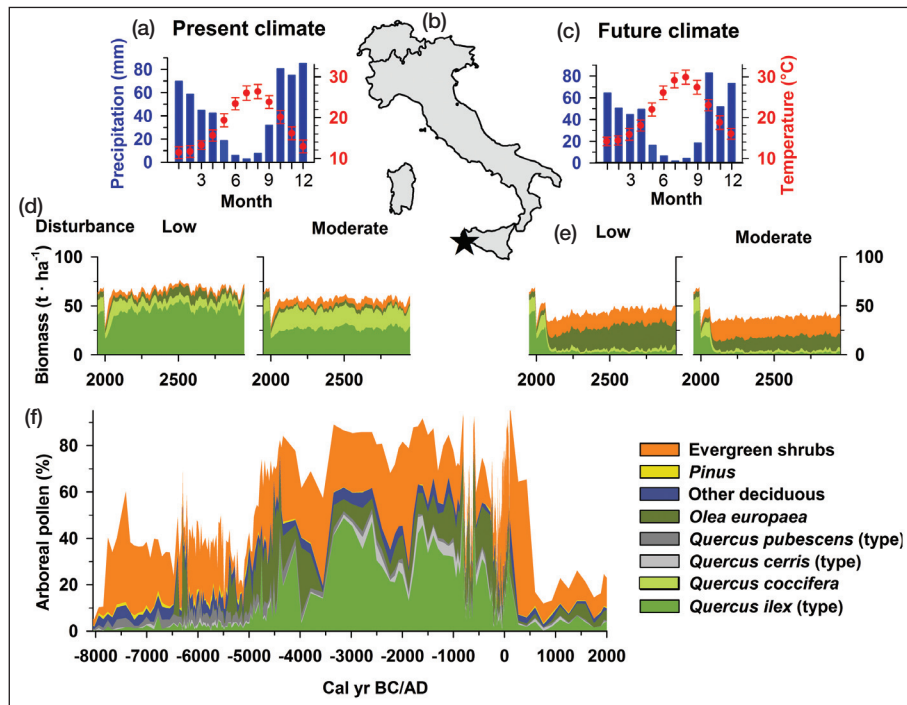 (a) Present climate
(b)
(c) Future climate
Precipitation (mm)
80
60
40
20
0
30
20
10
3 6 9 12
Month
80
60
40
20
0
30
20
10
Temperature (°C)
3 6 9 12
Month
(d)
Disturbance Low Moderate
(e)
Low Moderate
Biomass (t · ha⁻¹)
100
50
0
2000 2500
2000 2500
2000 2500
2000 2500
100
50
0
(f)
Arboreal pollen (%)
80
60
40
20
0
-8000 -7000 -6000 -5000 -4000 -3000 -2000 -1000 0 1000 2000
Cal yr BC/AD
Evergreen shrubs
Pinus
Other deciduous
Olea europaea
Quercus pubescens (type)
Quercus cerris (type)
Quercus coccifera
Quercus ilex (type)